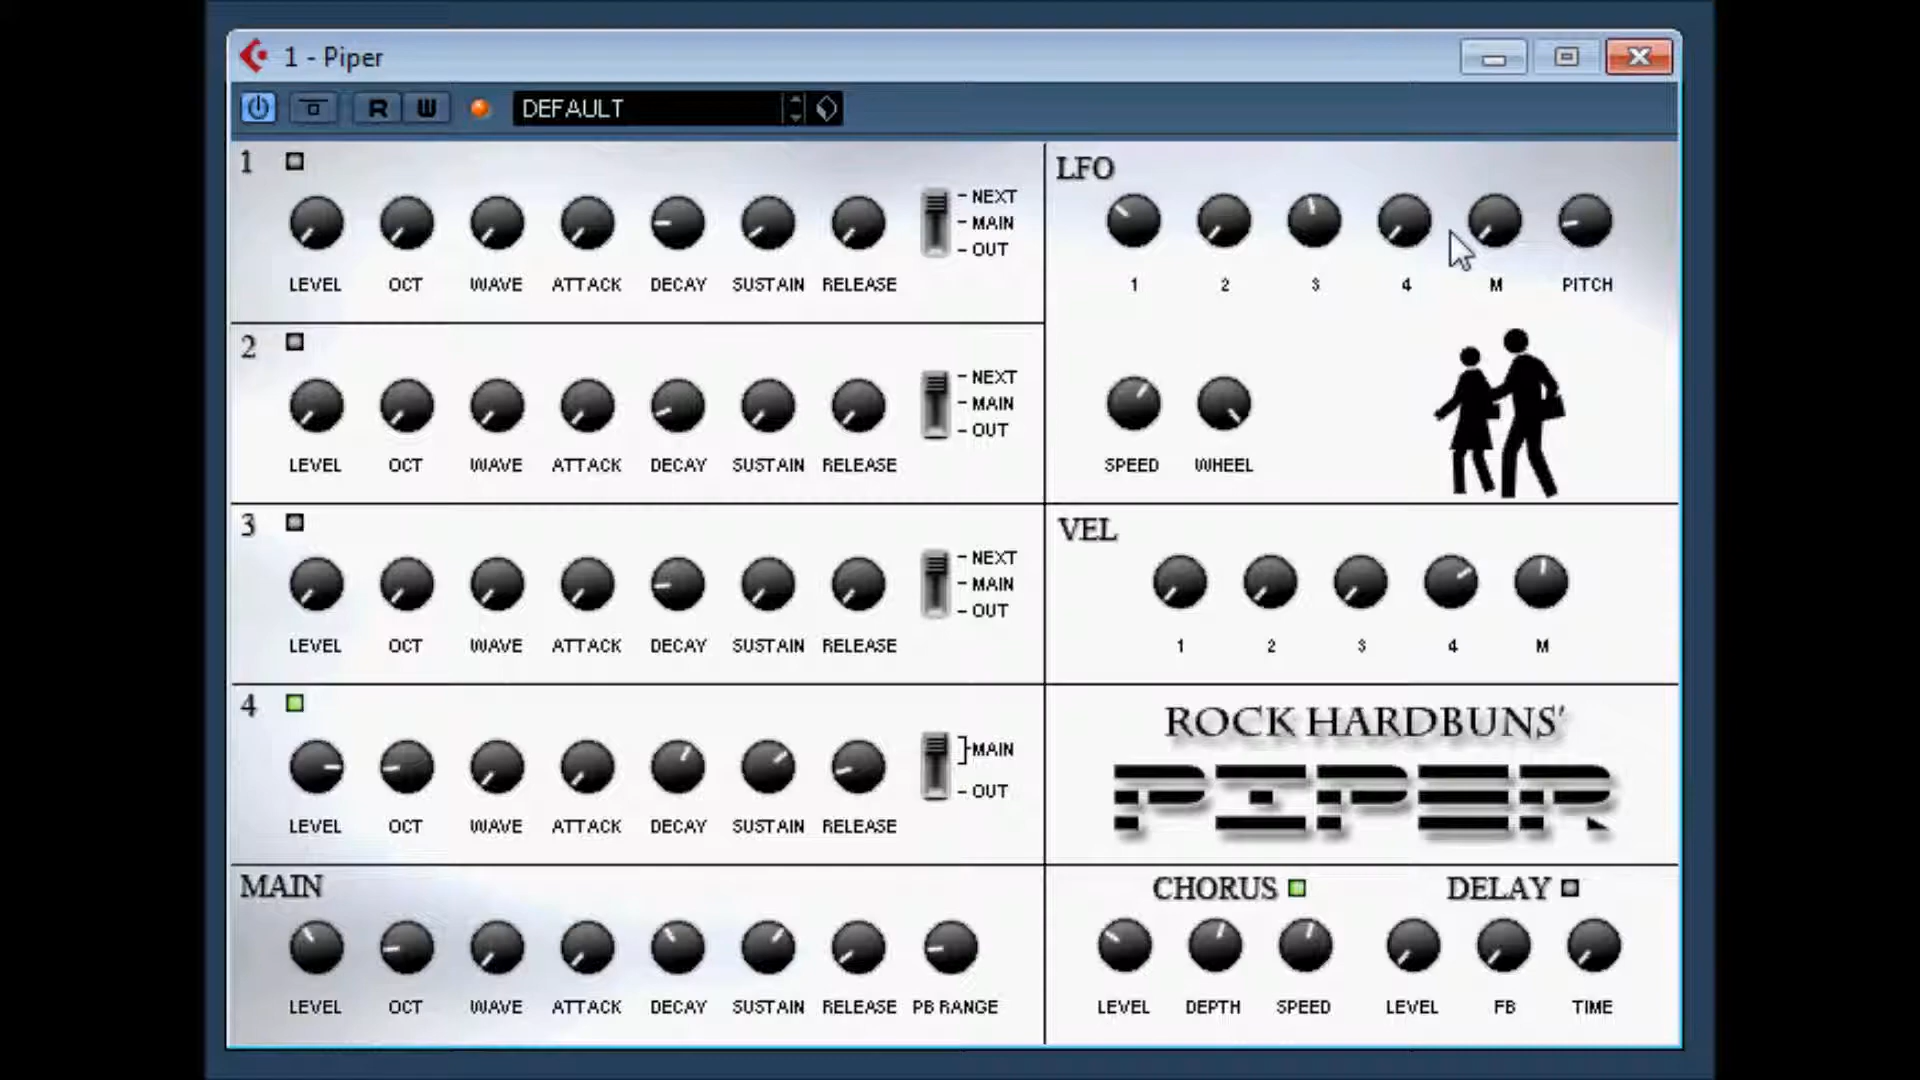 1 - Piper
R W DEFAULT
1
NEXT
MAIN
OUT
LEVEL OCT WAVE ATTACK DECAY SUSTAIN RELEASE
2
NEXT
MAIN
OUT
LEVEL OCT WAVE ATTACK DECAY SUSTAIN RELEASE
3
NEXT
MAIN
OUT
LEVEL OCT WAVE ATTACK DECAY SUSTAIN RELEASE
4
MAIN
OUT
LEVEL OCT WAVE ATTACK DECAY SUSTAIN RELEASE
MAIN
LEVEL OCT WAVE ATTACK DECAY SUSTAIN RELEASE PB RANGE
LFO
1 2 3 4 M PITCH
SPEED WHEEL
VEL
1 2 3 4 M
ROCK HARDBUNS'
PIPER
CHORUS DELAY
LEVEL DEPTH SPEED LEVEL FB TIME